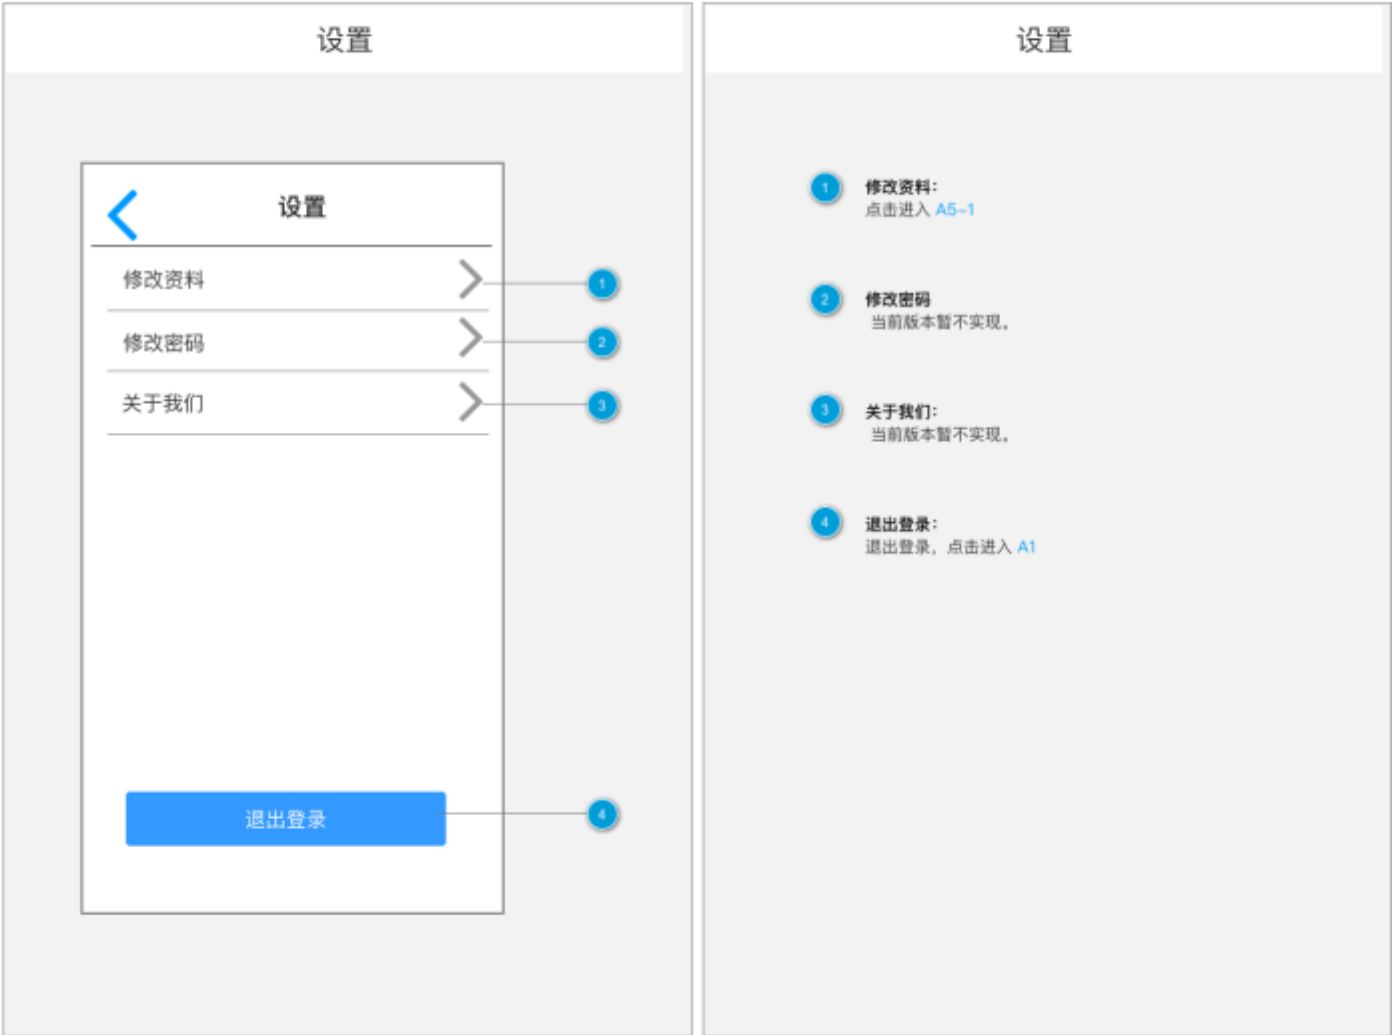 设置
设置
修改资料
1
修改密码
2
关于我们
3
退出登录
4
设置
1
修改资料：
点击进入 A5-1
2
修改密码
当前版本暂不实现。
3
关于我们：
当前版本暂不实现。
4
退出登录：
退出登录，点击进入 A1